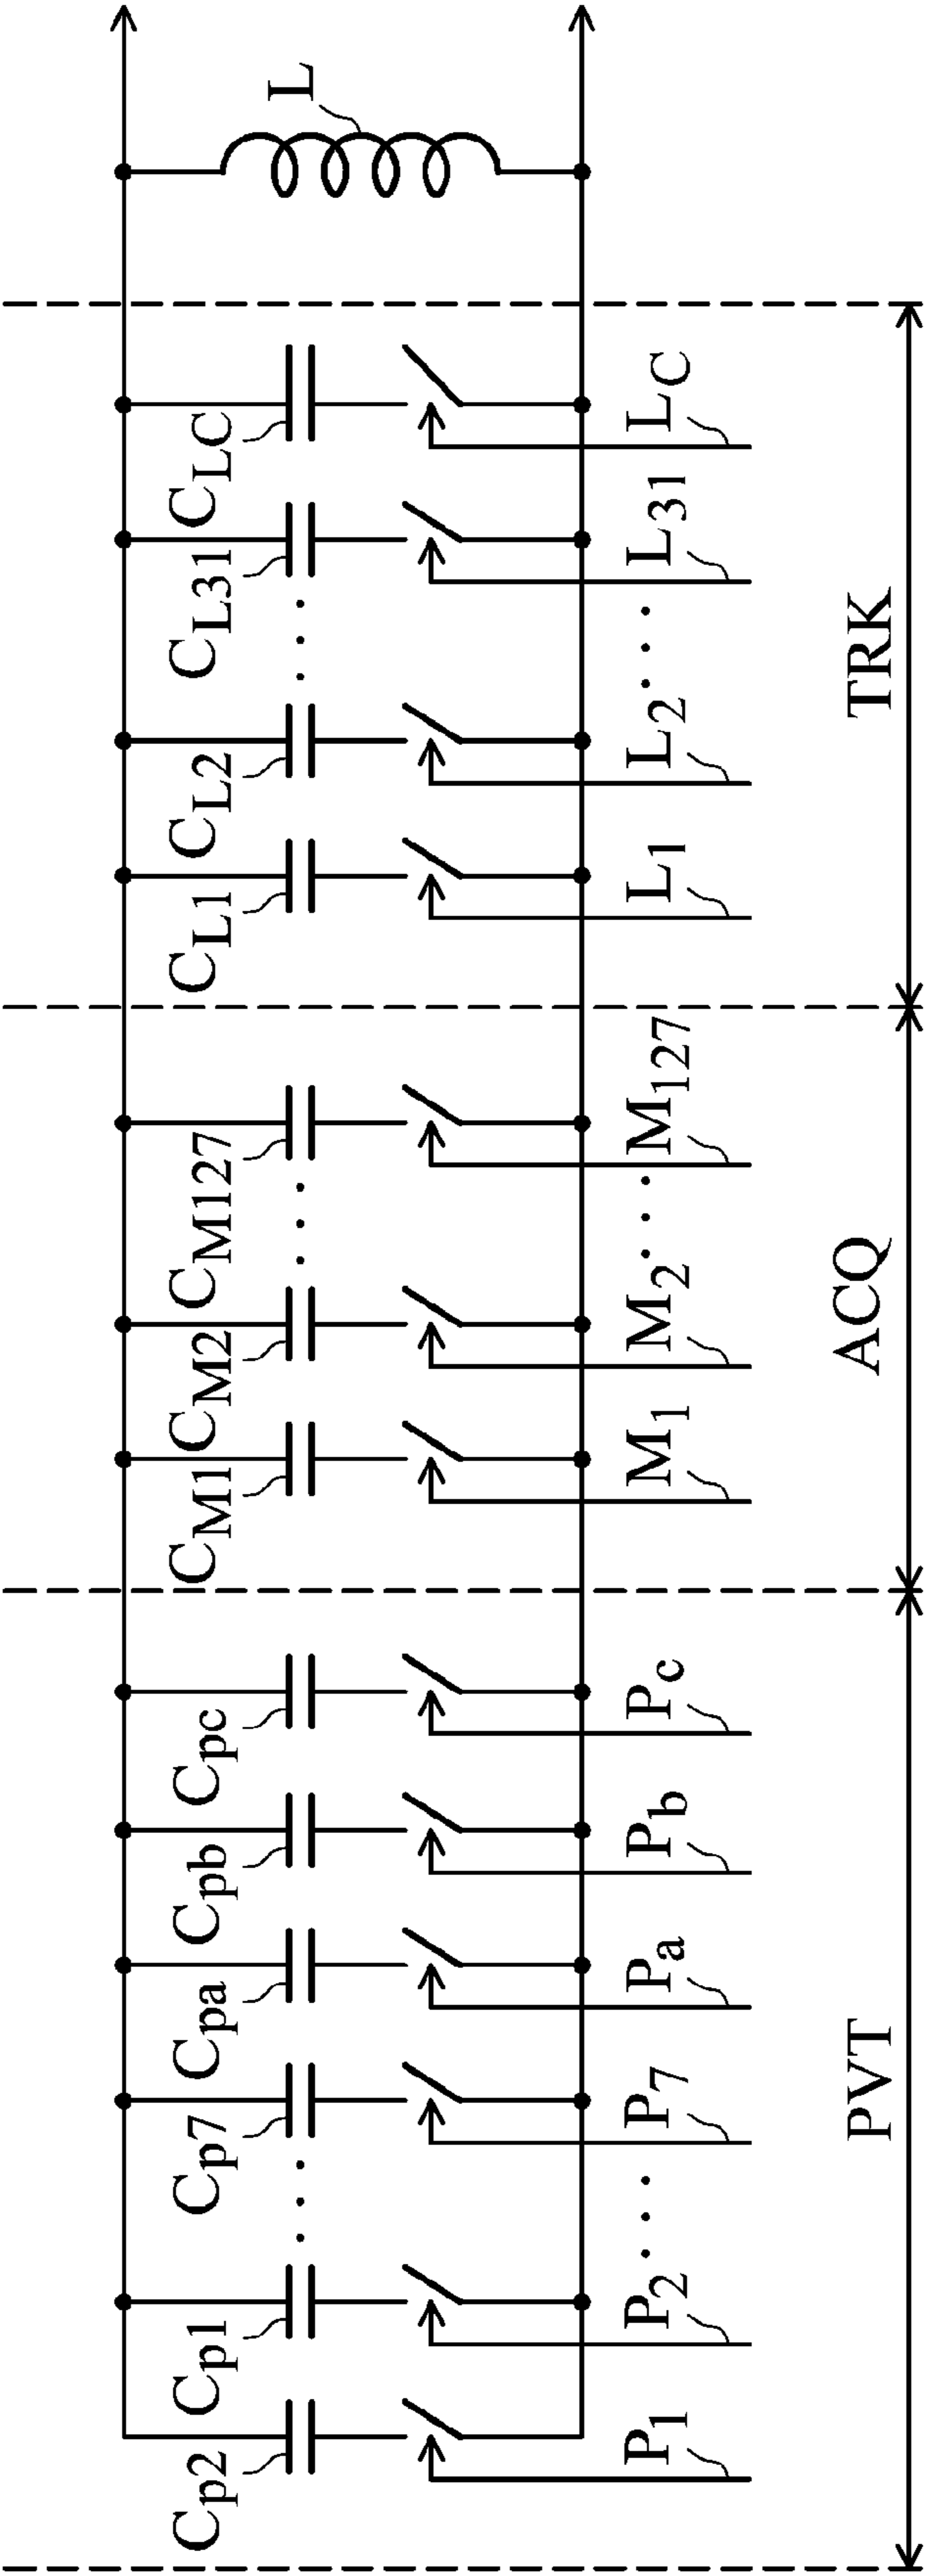 Cp2 Cp1 Cp7 Cpa Cpb Cpc CM1 CM2 CM127 CL1 CL2 CL31 CLC L
P1 P2 P7 Pa Pb Pc M1 M2 M127 L1 L2 L31 LC
PVT ACQ TRK